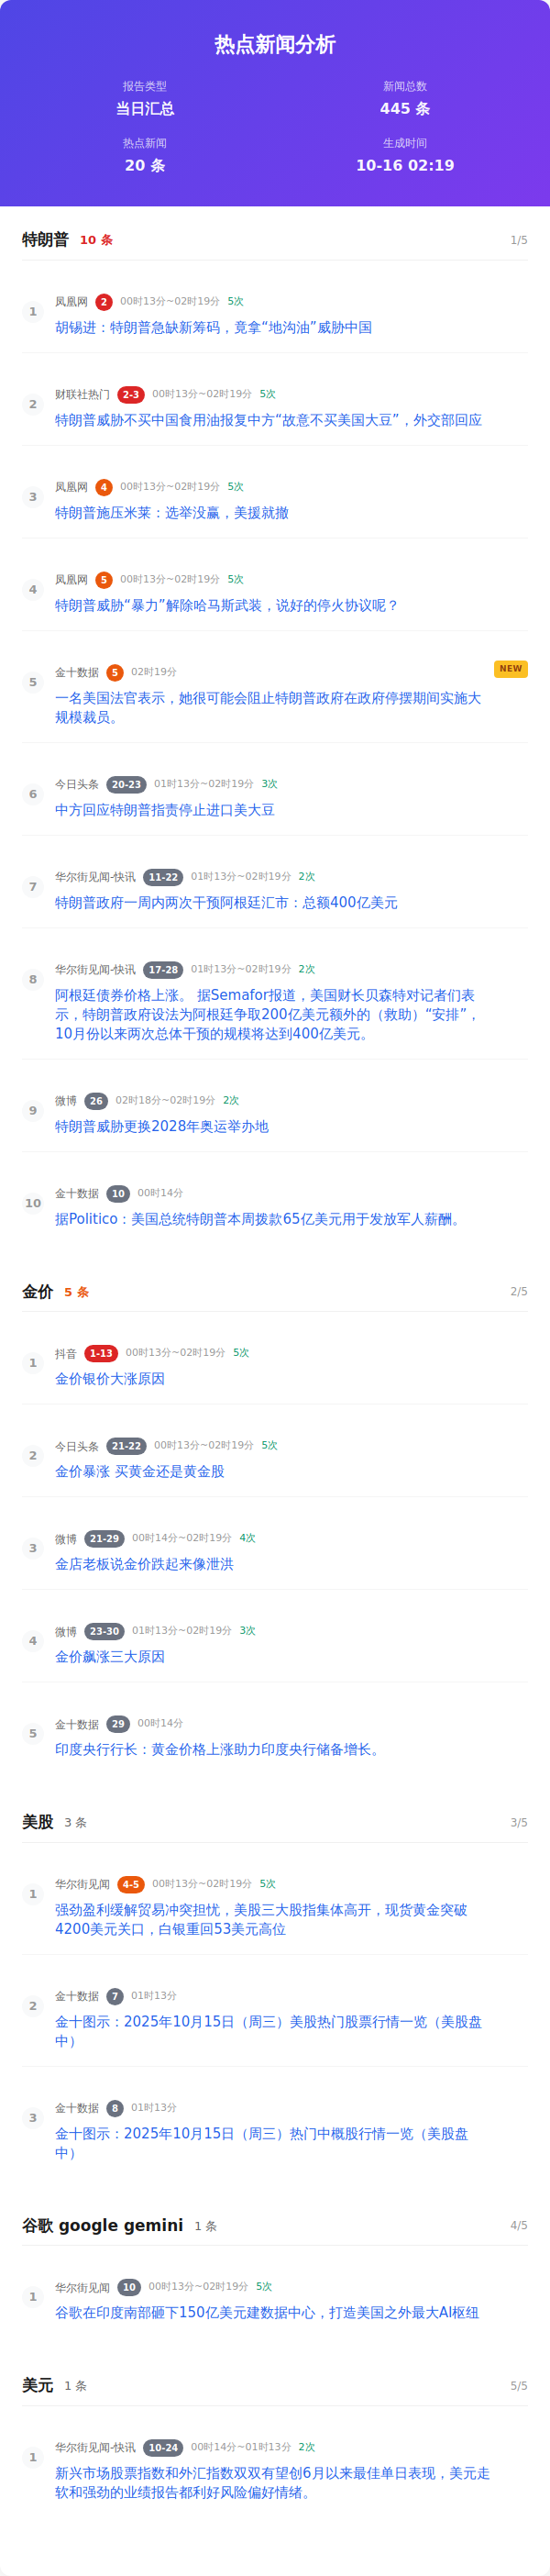 热点新闻分析
报告类型
当日汇总
新闻总数
445 条
热点新闻
20 条
生成时间
10-16 02:19
特朗普 10 条 1/5
1
凤凰网 2 00时13分~02时19分 5次
胡锡进：特朗普急缺新筹码，竟拿“地沟油”威胁中国
2
财联社热门 2-3 00时13分~02时19分 5次
特朗普威胁不买中国食用油报复中方“故意不买美国大豆”，外交部回应
3
凤凰网 4 00时13分~02时19分 5次
特朗普施压米莱：选举没赢，美援就撤
4
凤凰网 5 00时13分~02时19分 5次
特朗普威胁“暴力”解除哈马斯武装，说好的停火协议呢？
5
金十数据 5 02时19分 NEW
一名美国法官表示，她很可能会阻止特朗普政府在政府停摆期间实施大
规模裁员。
6
今日头条 20-23 01时13分~02时19分 3次
中方回应特朗普指责停止进口美大豆
7
华尔街见闻-快讯 11-22 01时13分~02时19分 2次
特朗普政府一周内两次干预阿根廷汇市：总额400亿美元
8
华尔街见闻-快讯 17-28 01时13分~02时19分 2次
阿根廷债券价格上涨。 据Semafor报道，美国财长贝森特对记者们表
示，特朗普政府设法为阿根廷争取200亿美元额外的（救助）“安排”，
10月份以来两次总体干预的规模将达到400亿美元。
9
微博 26 02时18分~02时19分 2次
特朗普威胁更换2028年奥运举办地
10
金十数据 10 00时14分
据Politico：美国总统特朗普本周拨款65亿美元用于发放军人薪酬。
金价 5 条 2/5
1
抖音 1-13 00时13分~02时19分 5次
金价银价大涨原因
2
今日头条 21-22 00时13分~02时19分 5次
金价暴涨 买黄金还是黄金股
3
微博 21-29 00时14分~02时19分 4次
金店老板说金价跌起来像泄洪
4
微博 23-30 01时13分~02时19分 3次
金价飙涨三大原因
5
金十数据 29 00时14分
印度央行行长：黄金价格上涨助力印度央行储备增长。
美股 3 条 3/5
1
华尔街见闻 4-5 00时13分~02时19分 5次
强劲盈利缓解贸易冲突担忧，美股三大股指集体高开，现货黄金突破
4200美元关口，白银重回53美元高位
2
金十数据 7 01时13分
金十图示：2025年10月15日（周三）美股热门股票行情一览（美股盘
中）
3
金十数据 8 01时13分
金十图示：2025年10月15日（周三）热门中概股行情一览（美股盘
中）
谷歌 google gemini 1 条 4/5
1
华尔街见闻 10 00时13分~02时19分 5次
谷歌在印度南部砸下150亿美元建数据中心，打造美国之外最大AI枢纽
美元 1 条 5/5
1
华尔街见闻-快讯 10-24 00时14分~01时13分 2次
新兴市场股票指数和外汇指数双双有望创6月以来最佳单日表现，美元走
软和强劲的业绩报告都利好风险偏好情绪。